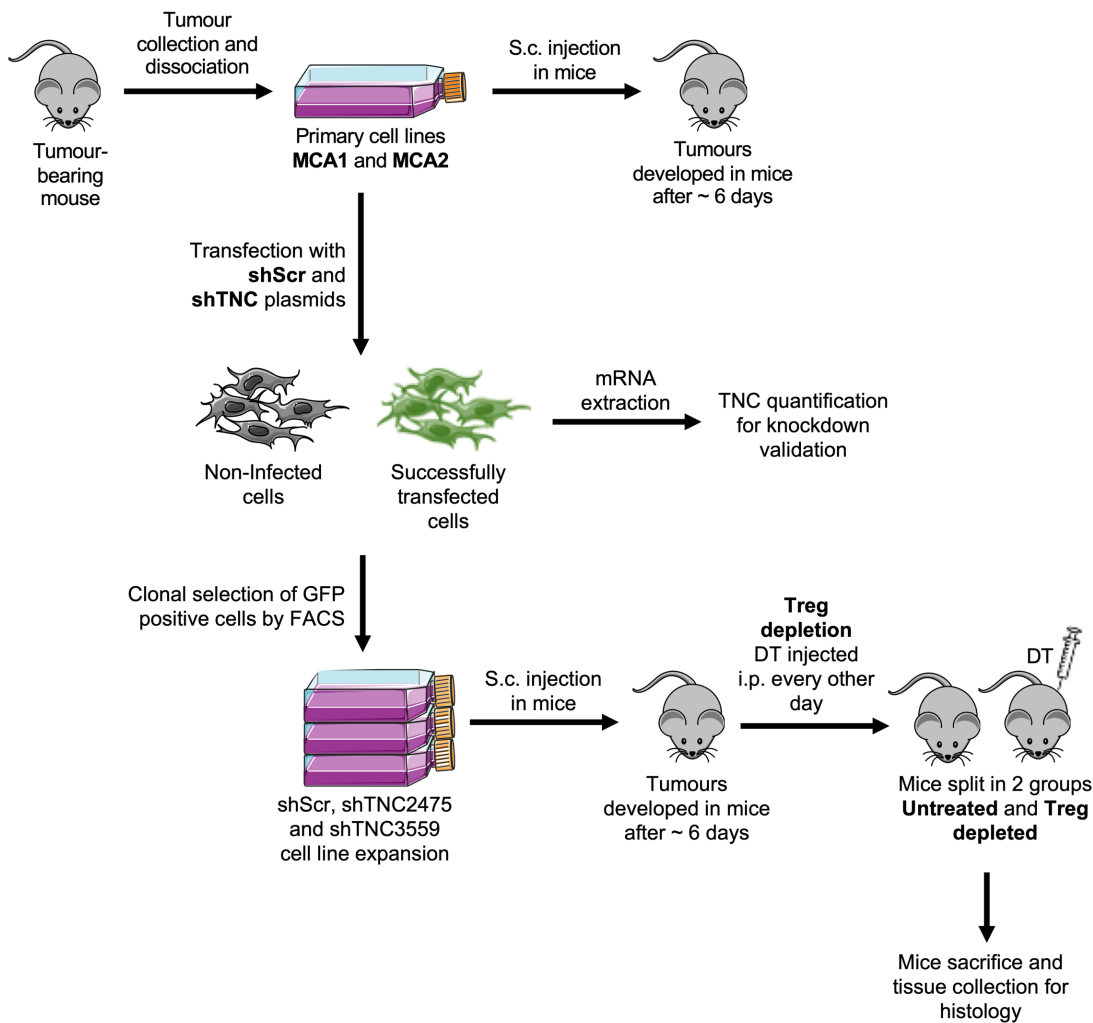 Tumour
collection and
dissociation
S.c. injection
in mice
Tumour-
bearing
mouse
Primary cell lines
MCA1 and MCA2
Tumours
developed in mice
after ~ 6 days
Transfection with
shScr and
shTNC plasmids
mRNA
extraction
TNC quantification
for knockdown
validation
Non-Infected
cells
Successfully
transfected
cells
Clonal selection of GFP
positive cells by FACS
S.c. injection
in mice
Treg
depletion
DT injected
i.p. every other
day
DT
shScr, shTNC2475
and shTNC3559
cell line expansion
Tumours
developed in mice
after ~ 6 days
Mice split in 2 groups
Untreated and Treg
depleted
Mice sacrifice and
tissue collection for
histology